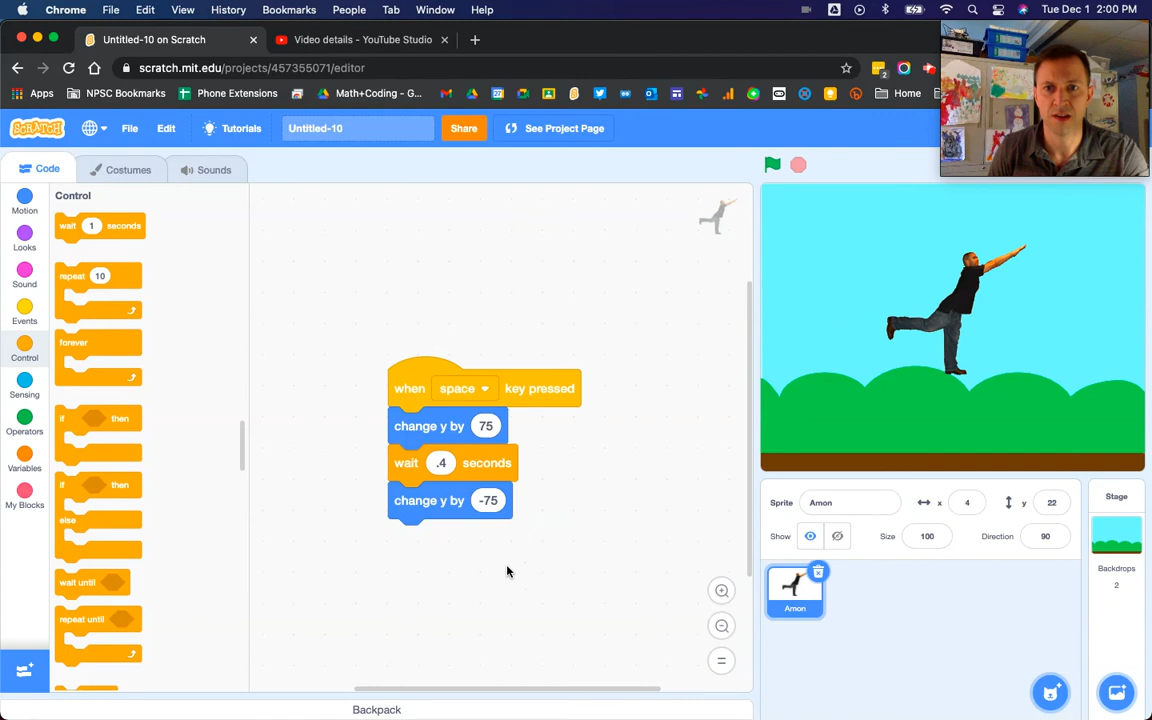 Chrome File Edit View History Bookmarks People Tab Window Help Tue Dec 1 2:00 PM
Untitled-10 on Scratch Video details - YouTube Studio
scratch.mit.edu/projects/457355071/editor 2
Apps NPSC Bookmarks Phone Extensions Math+Coding - G... Home
SCRATCH File Edit Tutorials Untitled-10 Share See Project Page
Code Costumes Sounds
Motion
Looks
Sound
Events
Control
Sensing
Operators
Variables
My Blocks
Control
wait 1 seconds
repeat 10
forever
if then
if then
else
wait until
repeat until
when space key pressed
change y by 75
wait .4 seconds
change y by -75
Backpack
Sprite Amon x 4 y 22
Show Size 100 Direction 90
Amon
Stage
Backdrops
2